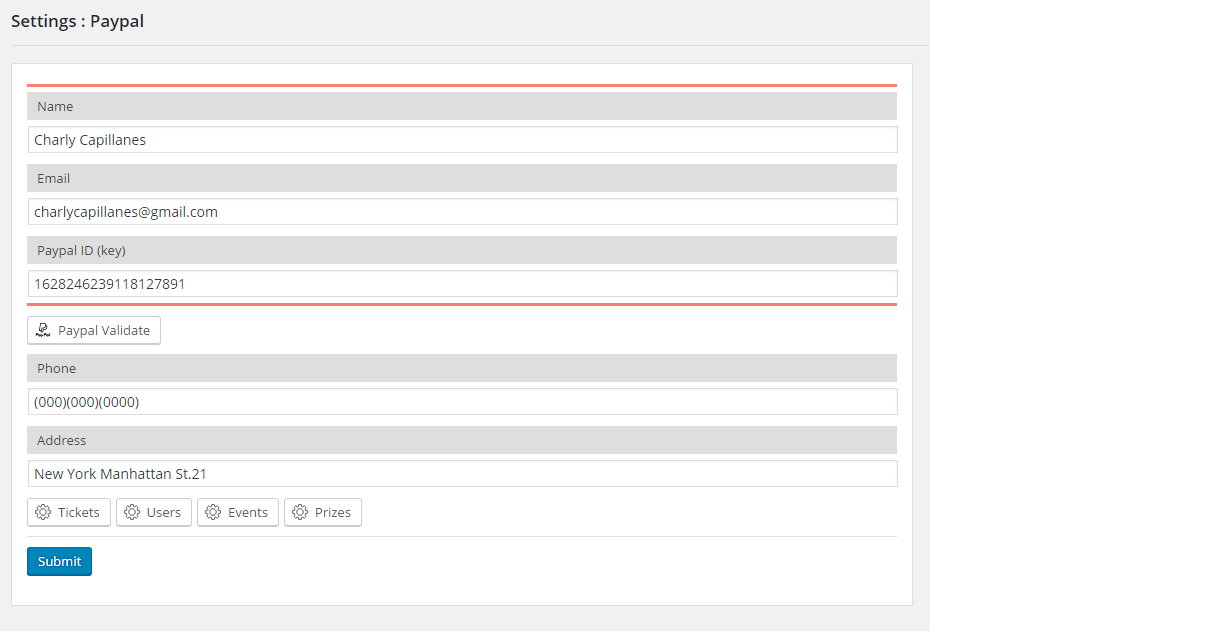 Settings : Paypal
Name
Charly Capillanes
Email
charlycapillanes@gmail.com
Paypal ID (key)
1628246239118127891
Paypal Validate
Phone
(000)(000)(0000)
Address
New York Manhattan St.21
Tickets Users Events Prizes
Submit